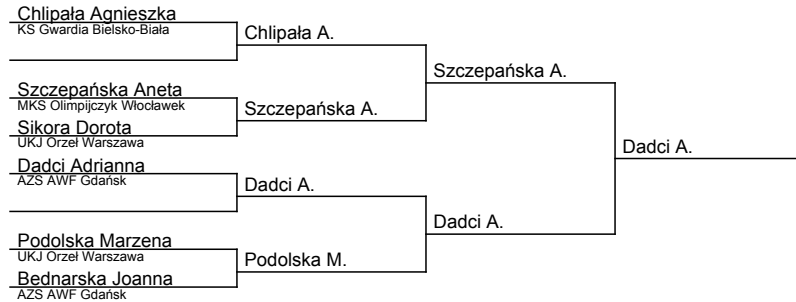 Chlipała Agnieszka
KS Gwardia Bielsko-Biała
Chlipała A.
Szczepańska A.
Szczepańska Aneta
MKS Olimpijczyk Włocławek
Szczepańska A.
Sikora Dorota
UKJ Orzeł Warszawa
Dadci A.
Dadci Adrianna
AZS AWF Gdańsk
Dadci A.
Dadci A.
Podolska Marzena
UKJ Orzeł Warszawa
Podolska M.
Bednarska Joanna
AZS AWF Gdańsk